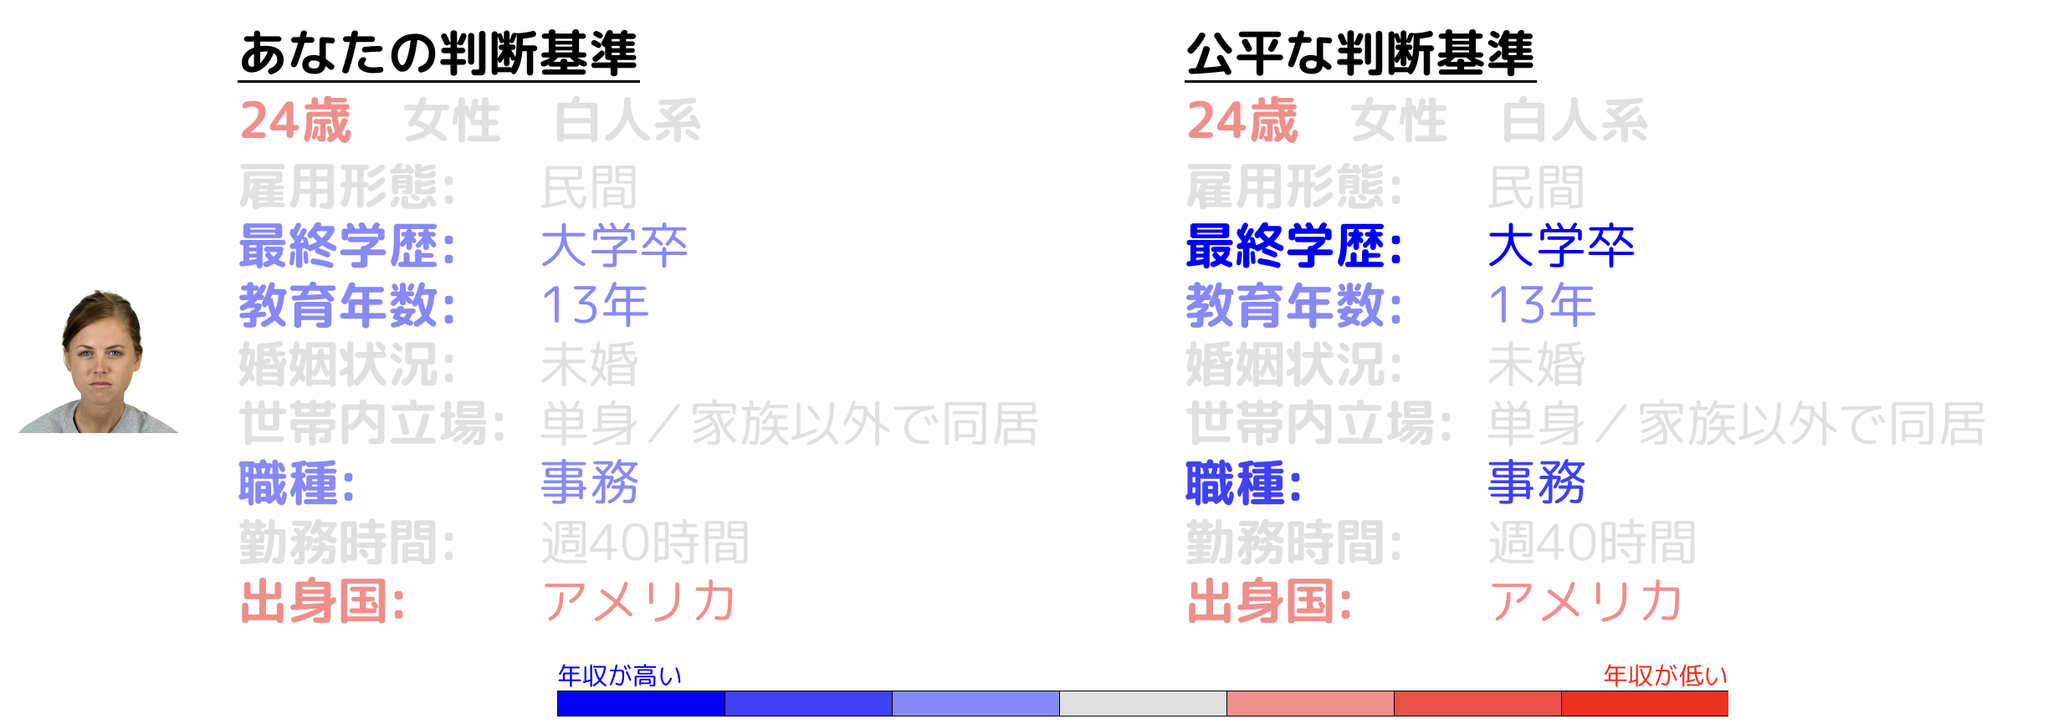 あなたの判断基準
24歳 女性 白人系
雇用形態: 民間
最終学歴: 大学卒
教育年数: 13年
婚姻状況: 未婚
世帯内立場: 単身／家族以外で同居
職種: 事務
勤務時間: 週40時間
出身国: アメリカ
公平な判断基準
24歳 女性 白人系
雇用形態: 民間
最終学歴: 大学卒
教育年数: 13年
婚姻状況: 未婚
世帯内立場: 単身／家族以外で同居
職種: 事務
勤務時間: 週40時間
出身国: アメリカ
年収が高い
年収が低い